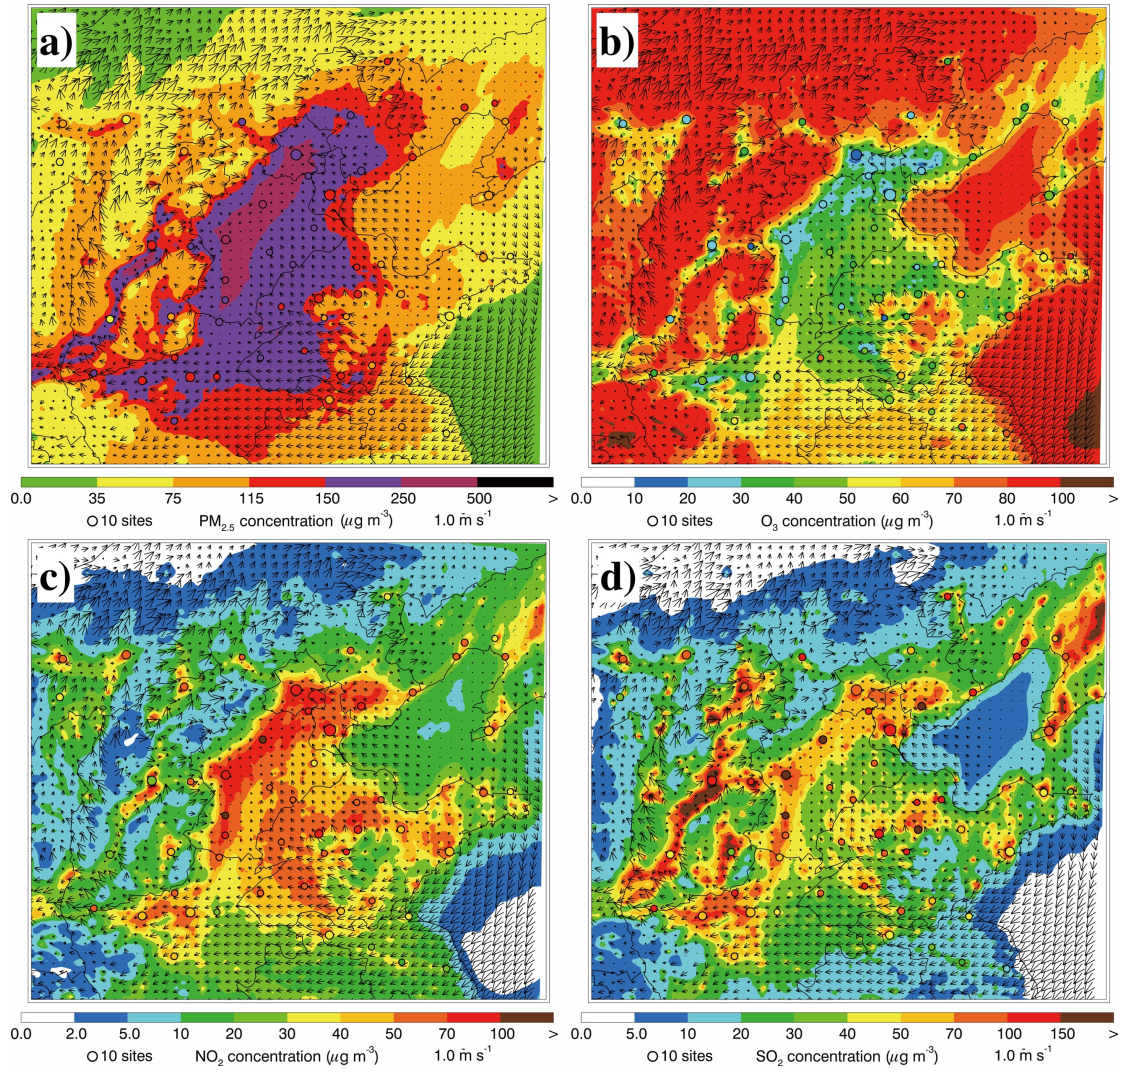 a)
b)
0.0 35 75 115 150 250 500 >
0.0 10 20 30 40 50 60 70 80 100 >
10 sites PM2.5 concentration (μg m-3) 1.0 m s-1
10 sites O3 concentration (μg m-3) 1.0 m s-1
c)
d)
0.0 2.0 5.0 10 20 30 40 50 70 100 >
0.0 5.0 10 20 30 40 50 70 100 150 >
10 sites NO2 concentration (μg m-3) 1.0 m s-1
10 sites SO2 concentration (μg m-3) 1.0 m s-1